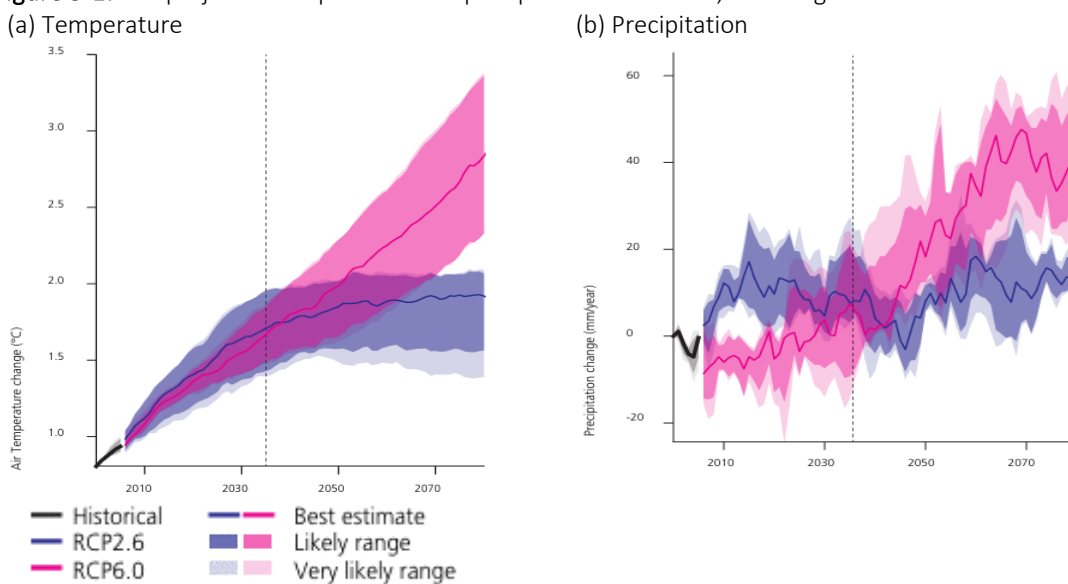 (a) Temperature
(b) Precipitation
3.5
3.0
2.5
2.0
1.5
1.0
Air Temperature change (°C)
2010
2030
2050
2070
60
40
20
0
-20
Precipitation change (mm/year)
2010
2030
2050
2070
Historical
RCP2.6
RCP6.0
Best estimate
Likely range
Very likely range